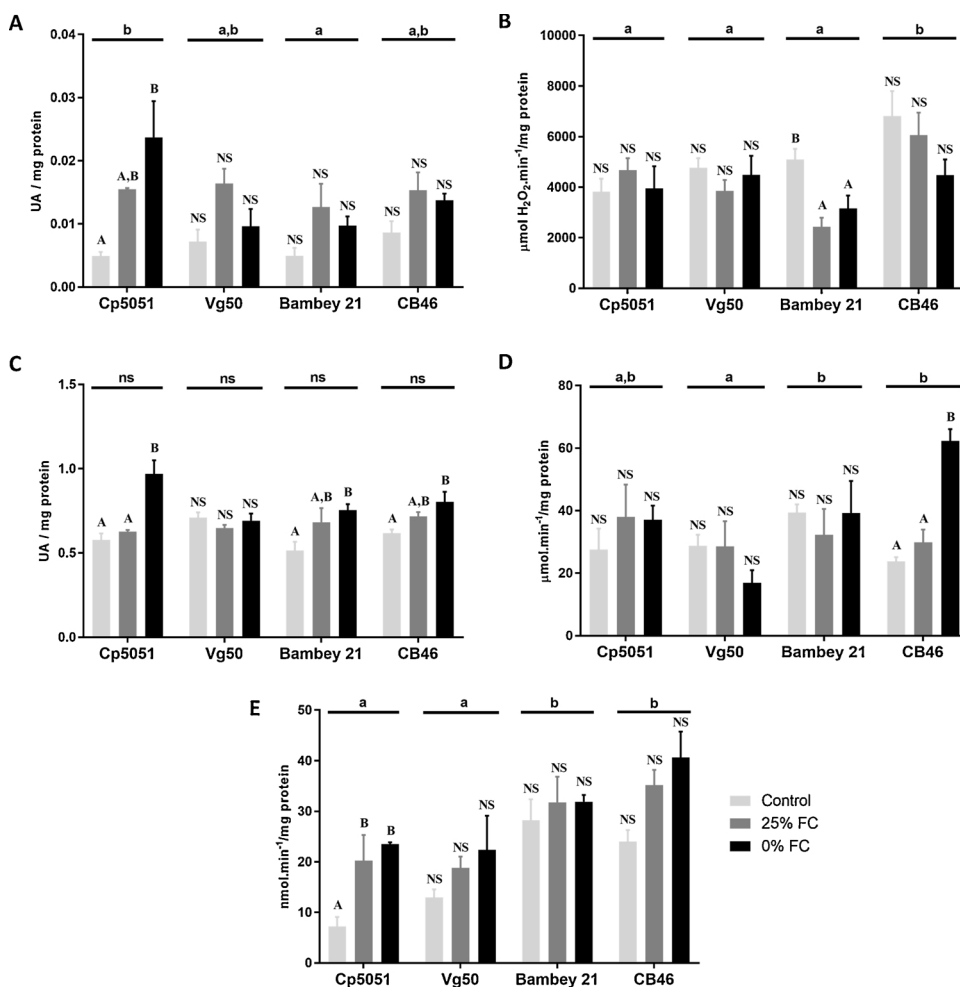 A
b
a,b
a
a,b
0.04
0.03
0.02
0.01
0.00
UA / mg protein
A
A,B
B
NS
NS
NS
NS
NS
NS
NS
NS
NS
Cp5051
Vg50
Bambey 21
CB46
B
a
a
a
b
10000
8000
6000
4000
2000
0
µmol H₂O₂.min⁻¹/mg protein
NS
NS
NS
NS
NS
NS
B
A
A
NS
NS
NS
Cp5051
Vg50
Bambey 21
CB46
C
ns
ns
ns
ns
1.5
1.0
0.5
0.0
UA / mg protein
A
A
B
NS
NS
NS
A
A,B
B
A
A,B
B
Cp5051
Vg50
Bambey 21
CB46
D
a,b
a
b
b
80
60
40
20
0
µmol.min⁻¹/mg protein
NS
NS
NS
NS
NS
NS
NS
NS
NS
A
A
B
Cp5051
Vg50
Bambey 21
CB46
E
a
a
b
b
50
40
30
20
10
0
nmol.min⁻¹/mg protein
A
B
B
NS
NS
NS
NS
NS
NS
NS
NS
NS
Cp5051
Vg50
Bambey 21
CB46
Control
25% FC
0% FC